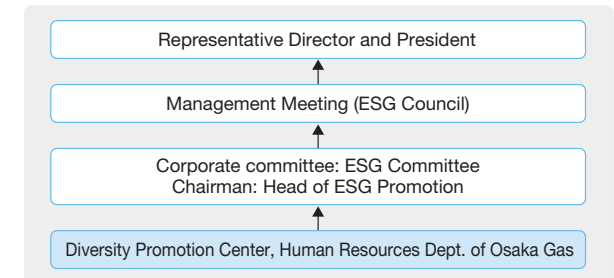 Representative Director and President
Management Meeting (ESG Council)
Corporate committee: ESG Committee
Chairman: Head of ESG Promotion
Diversity Promotion Center, Human Resources Dept. of Osaka Gas